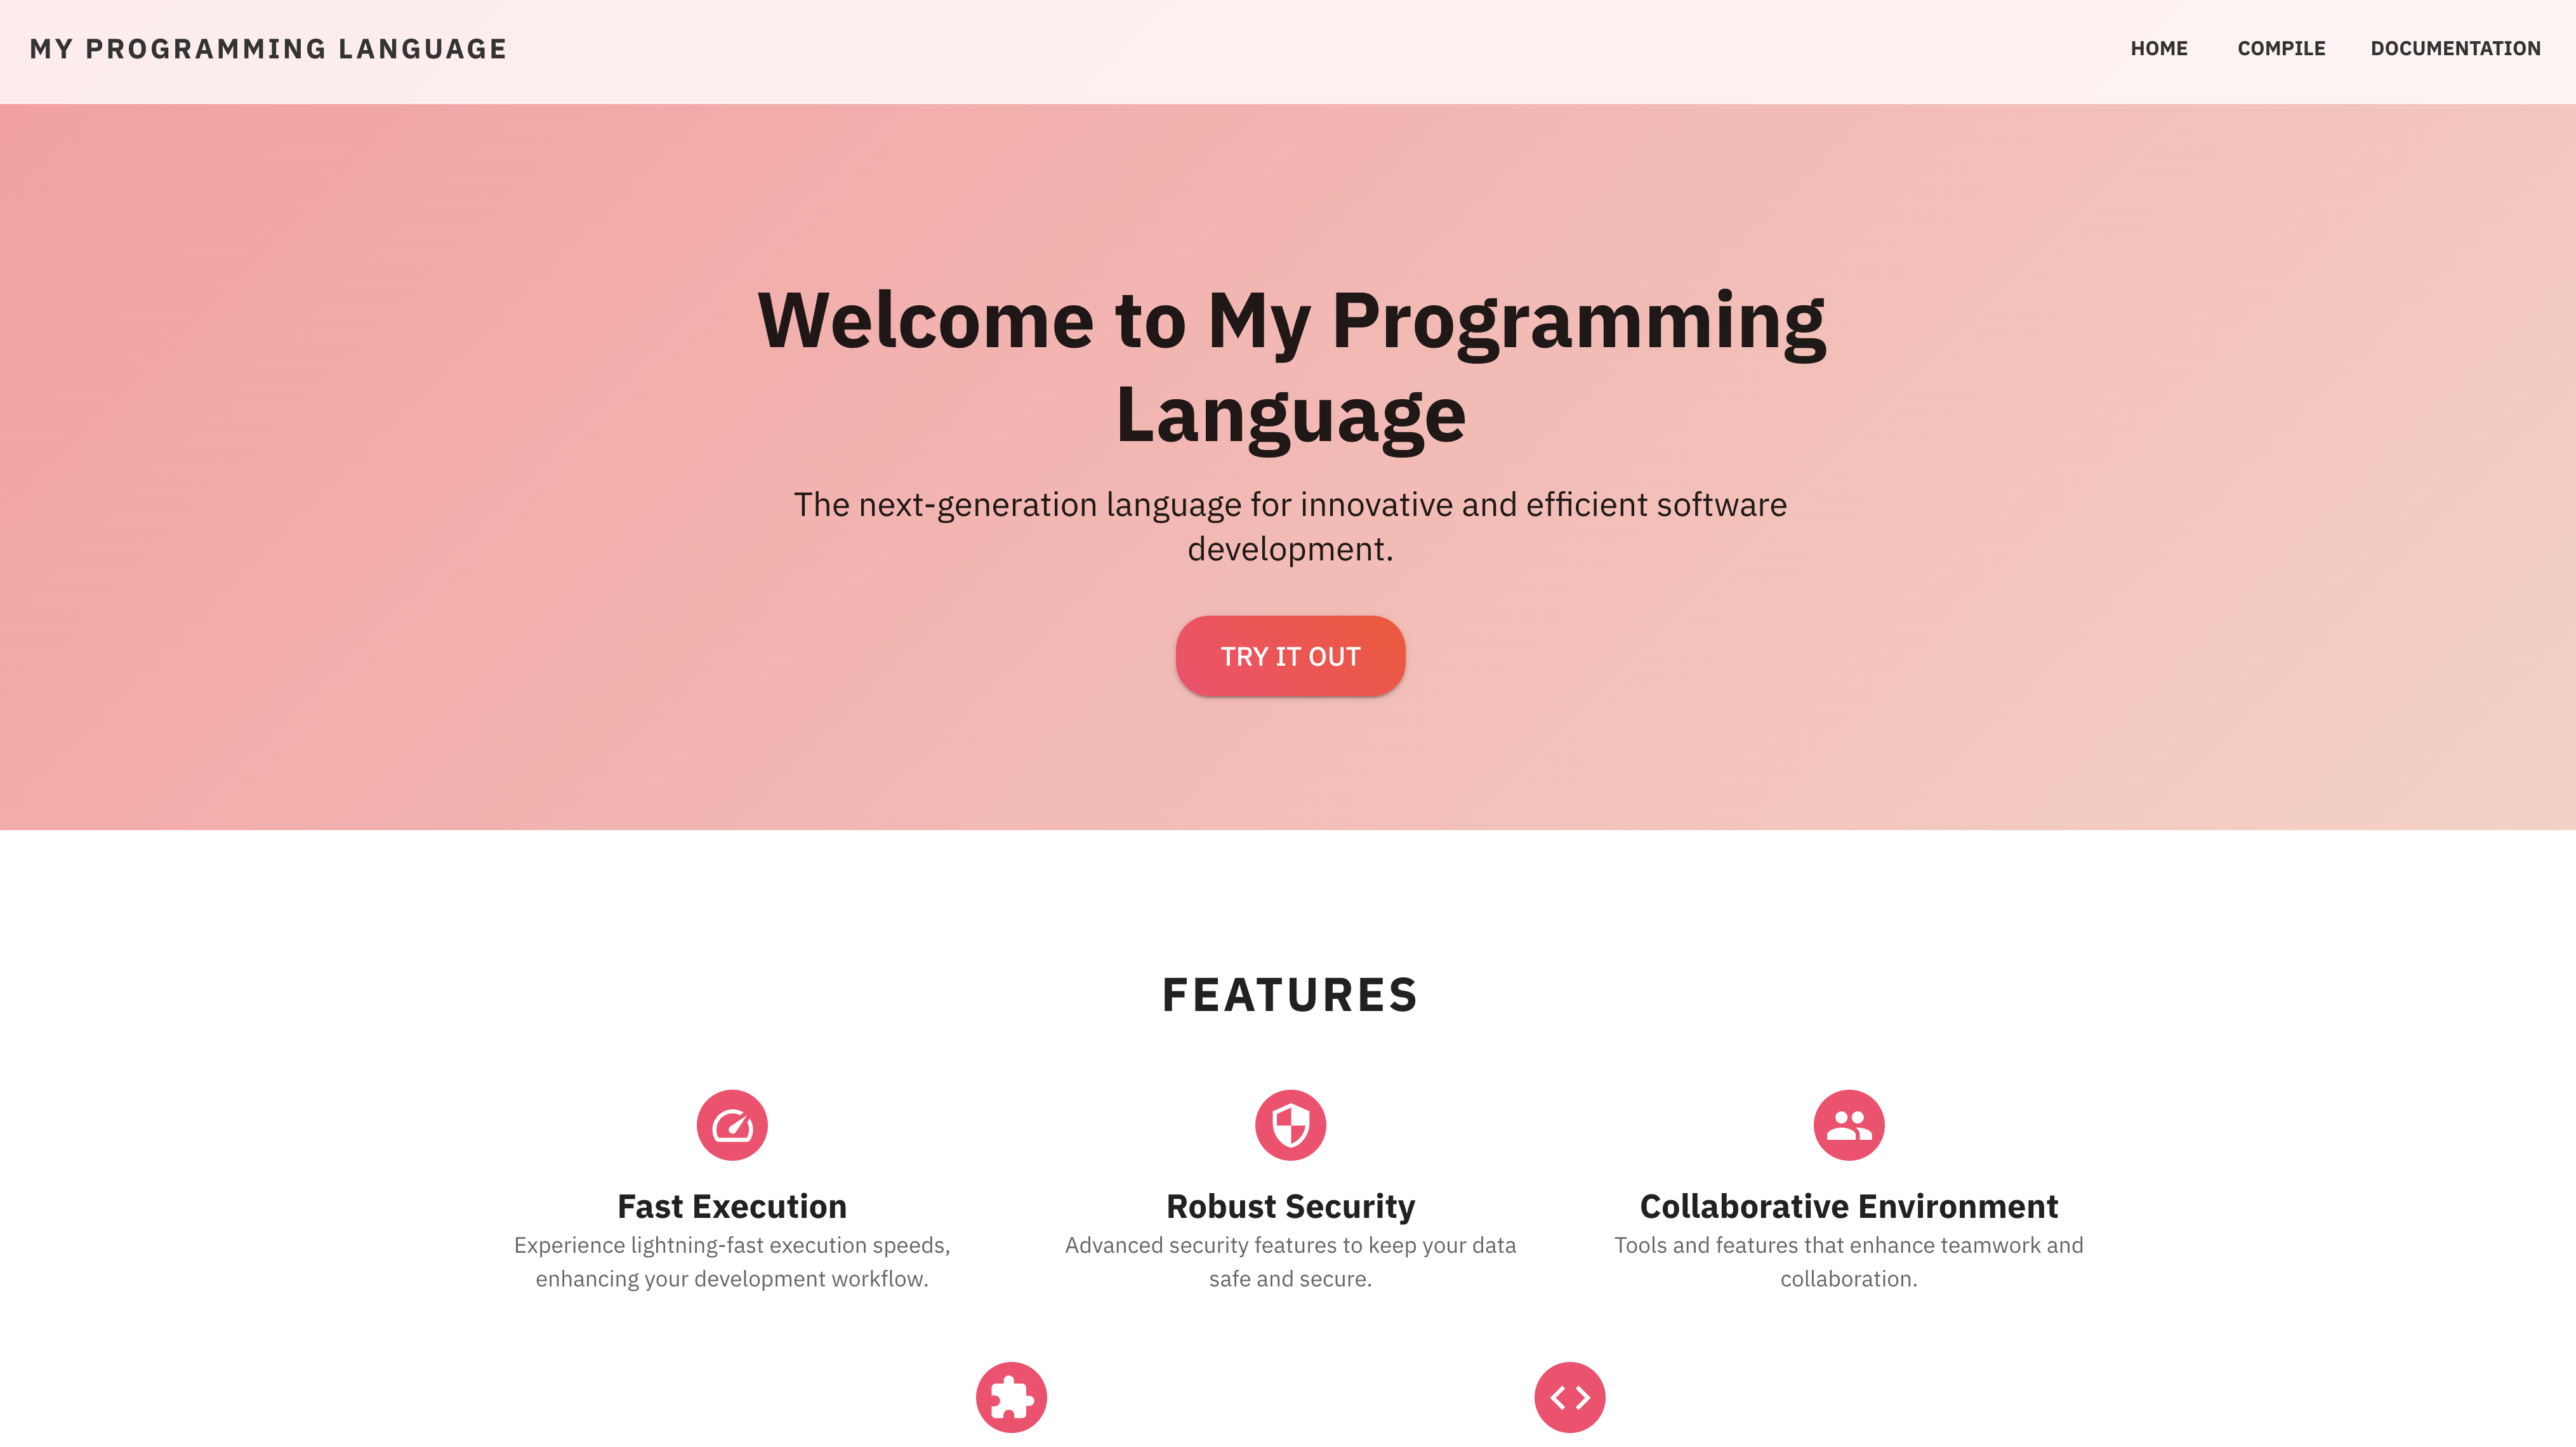 MY PROGRAMMING LANGUAGE
HOME COMPILE DOCUMENTATION
Welcome to My Programming
Language
The next-generation language for innovative and efficient software
development.
TRY IT OUT
FEATURES
Fast Execution
Experience lightning-fast execution speeds,
enhancing your development workflow.
Robust Security
Advanced security features to keep your data
safe and secure.
Collaborative Environment
Tools and features that enhance teamwork and
collaboration.